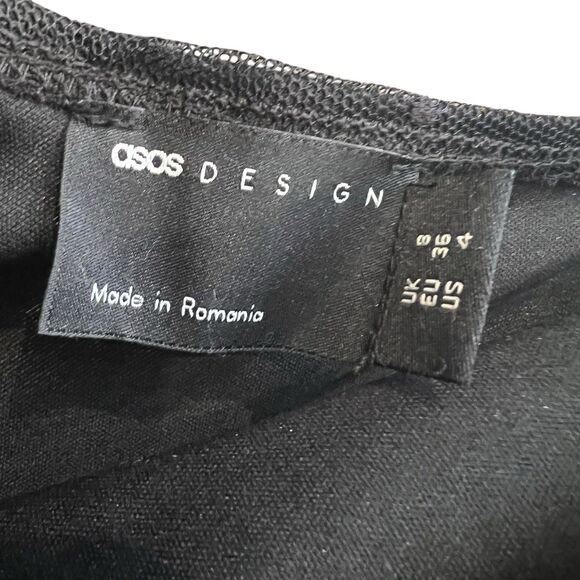 asos DESIGN
Made in Romania
UK 8
EU 36
US 4